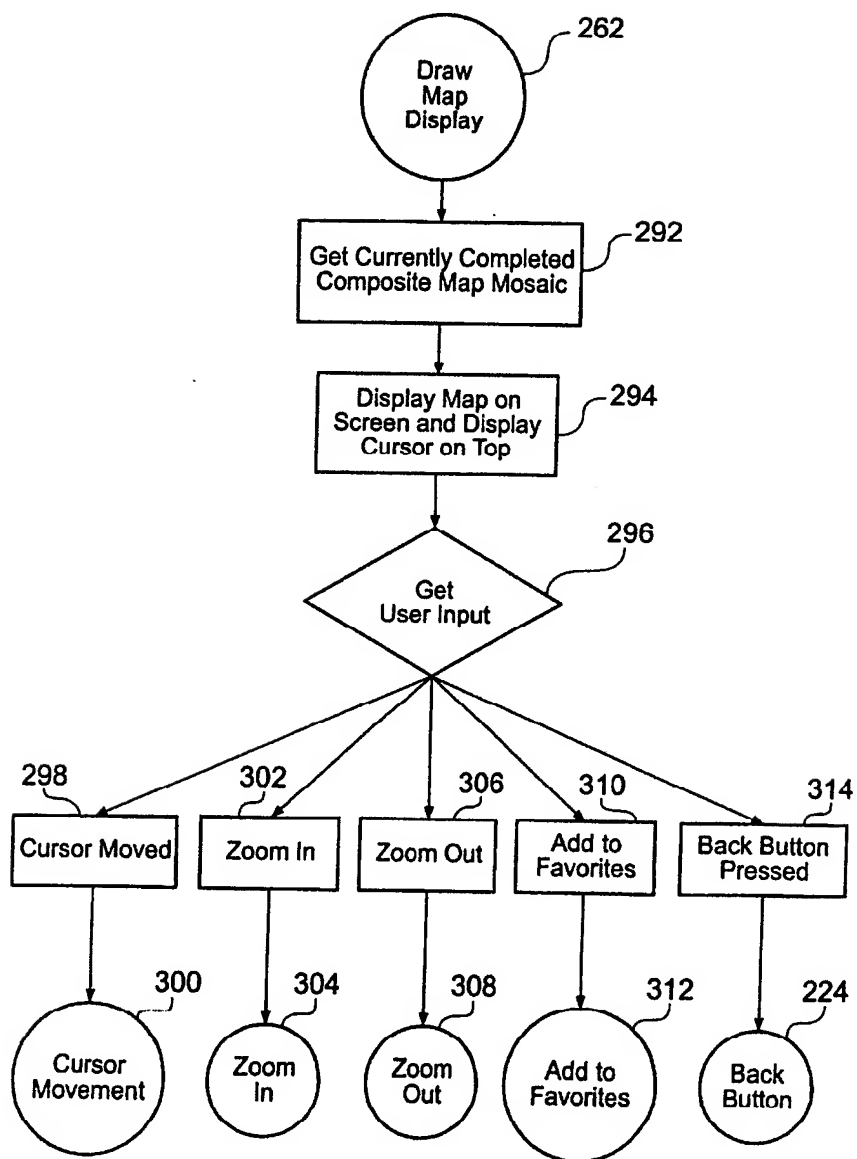 262
Draw
Map
Display
292
Get Currently Completed
Composite Map Mosaic
294
Display Map on
Screen and Display
Cursor on Top
296
Get
User Input
298
Cursor Moved
302
Zoom In
306
Zoom Out
310
Add to
Favorites
314
Back Button
Pressed
300
Cursor
Movement
304
Zoom
In
308
Zoom
Out
312
Add to
Favorites
224
Back
Button